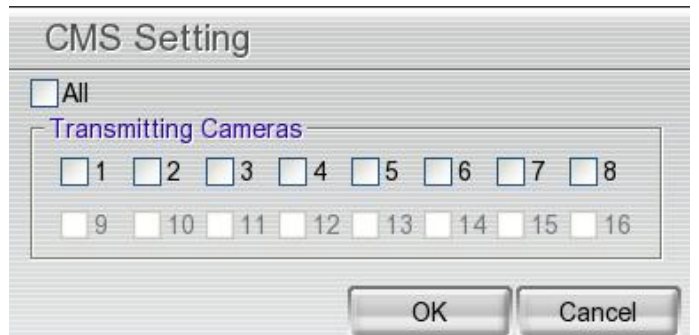 CMS Setting
All
Transmitting Cameras
1 2 3 4 5 6 7 8
9 10 11 12 13 14 15 16
OK Cancel